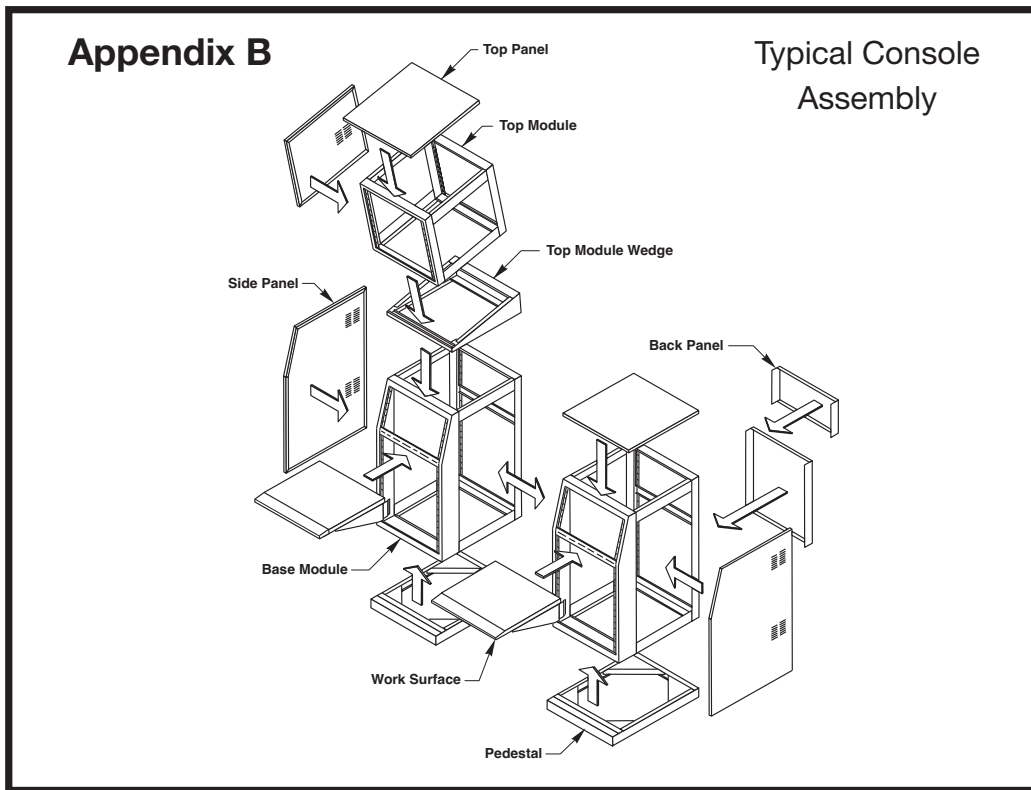 Appendix B
Typical Console
Assembly
Top Panel
Top Module
Top Module Wedge
Side Panel
Back Panel
Base Module
Work Surface
Pedestal